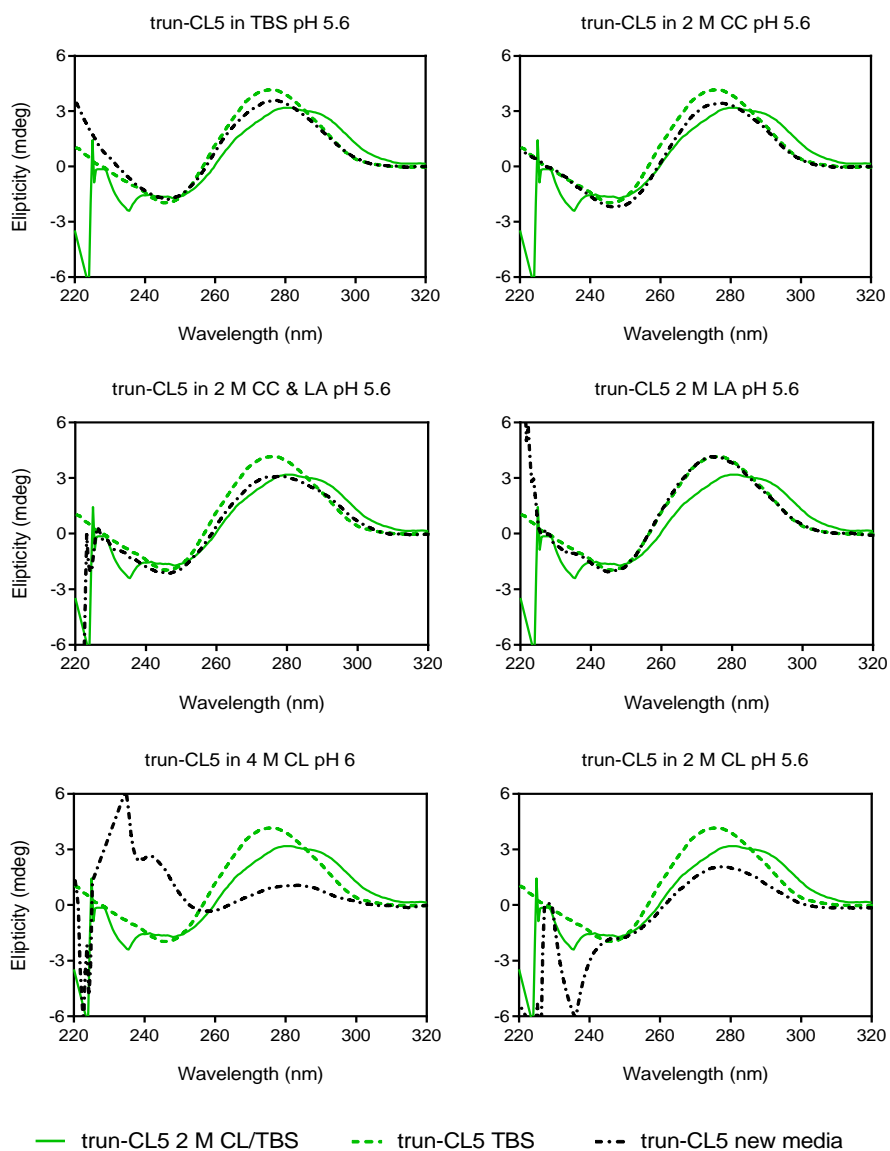 trun-CL5 in TBS pH 5.6
trun-CL5 in 2 M CC pH 5.6
6
3
0
-3
-6
220 240 260 280 300 320
Elipticity (mdeg)
Wavelength (nm)
6
3
0
-3
-6
220 240 260 280 300 320
Wavelength (nm)
trun-CL5 in 2 M CC & LA pH 5.6
trun-CL5 2 M LA pH 5.6
6
3
0
-3
-6
220 240 260 280 300 320
Elipticity (mdeg)
Wavelength (nm)
6
3
0
-3
-6
220 240 260 280 300 320
Wavelength (nm)
trun-CL5 in 4 M CL pH 6
trun-CL5 in 2 M CL pH 5.6
6
3
0
-3
-6
220 240 260 280 300 320
Elipticity (mdeg)
Wavelength (nm)
6
3
0
-3
-6
220 240 260 280 300 320
Wavelength (nm)
trun-CL5 2 M CL/TBS
trun-CL5 TBS
trun-CL5 new media